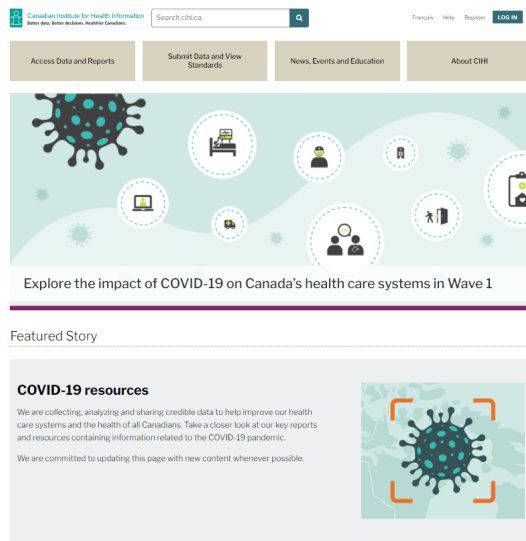 Canadian Institute for Health Information
Better data. Better decisions. Healthier Canadians.
Search cihi.ca
Français Help Register LOG IN
Access Data and Reports
Submit Data and View
Standards
News, Events and Education
About CIHI
Explore the impact of COVID-19 on Canada's health care systems in Wave 1
Featured Story
COVID-19 resources
We are collecting, analyzing and sharing credible data to help improve our health
care systems and the health of all Canadians. Take a closer look at our key reports
and resources containing information related to the COVID-19 pandemic.
We are committed to updating this page with new content whenever possible.